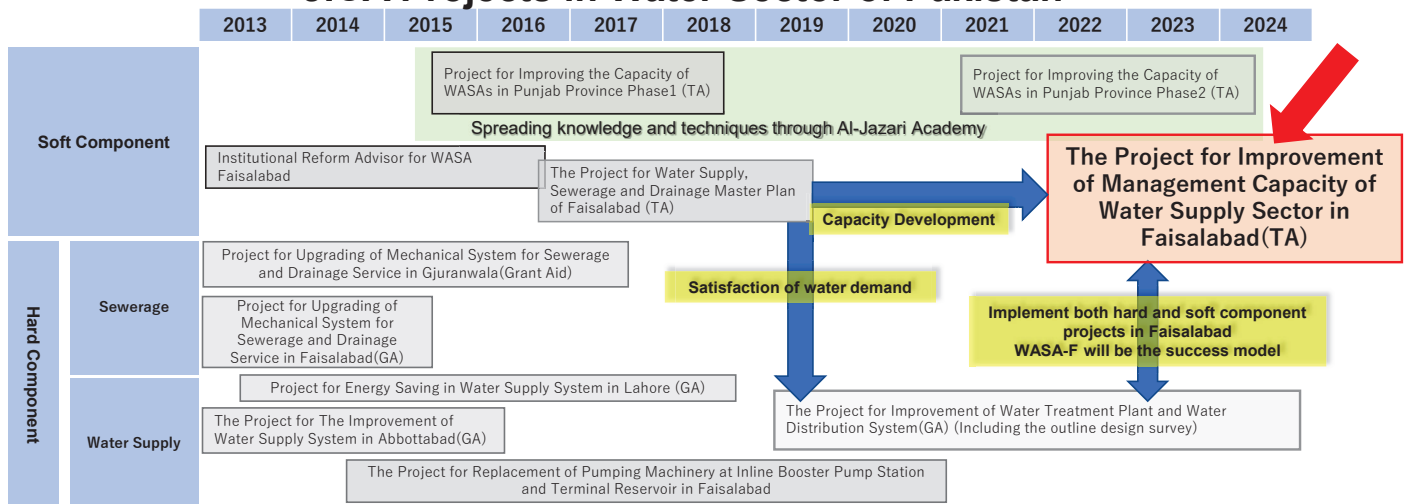 Projects in Water Sector of Pakistan
2013 2014 2015 2016 2017 2018 2019 2020 2021 2022 2023 2024
Soft Component
Project for Improving the Capacity of
WASAs in Punjab Province Phase1 (TA)
Project for Improving the Capacity of
WASAs in Punjab Province Phase2 (TA)
Spreading knowledge and techniques through Al-Jazari Academy
Institutional Reform Advisor for WASA
Faisalabad
The Project for Water Supply,
Sewerage and Drainage Master Plan
of Faisalabad (TA)
Capacity Development
The Project for Improvement
of Management Capacity of
Water Supply Sector in
Faisalabad(TA)
Hard Component
Sewerage
Project for Upgrading of Mechanical System for Sewerage
and Drainage Service in Gjuranwala(Grant Aid)
Project for Upgrading of
Mechanical System for
Sewerage and Drainage
Service in Faisalabad(GA)
Satisfaction of water demand
Implement both hard and soft component
projects in Faisalabad
WASA-F will be the success model
Water Supply
Project for Energy Saving in Water Supply System in Lahore (GA)
The Project for The Improvement of
Water Supply System in Abbottabad(GA)
The Project for Improvement of Water Treatment Plant and Water
Distribution System(GA) (Including the outline design survey)
The Project for Replacement of Pumping Machinery at Inline Booster Pump Station
and Terminal Reservoir in Faisalabad